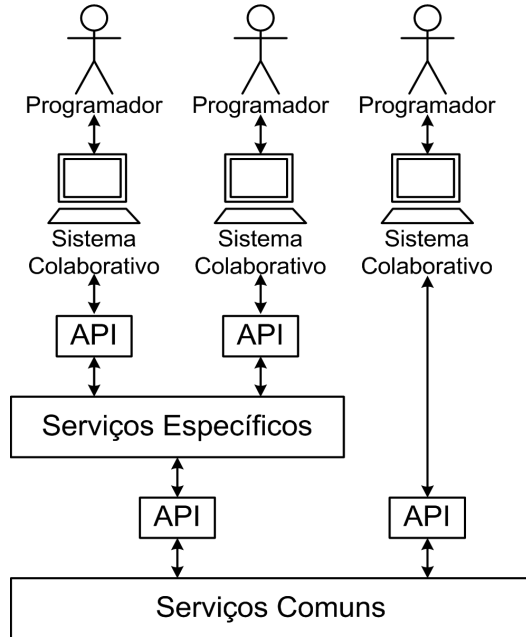 Programador
Programador
Programador
Sistema
Colaborativo
Sistema
Colaborativo
Sistema
Colaborativo
API
API
Serviços Específicos
API
API
Serviços Comuns